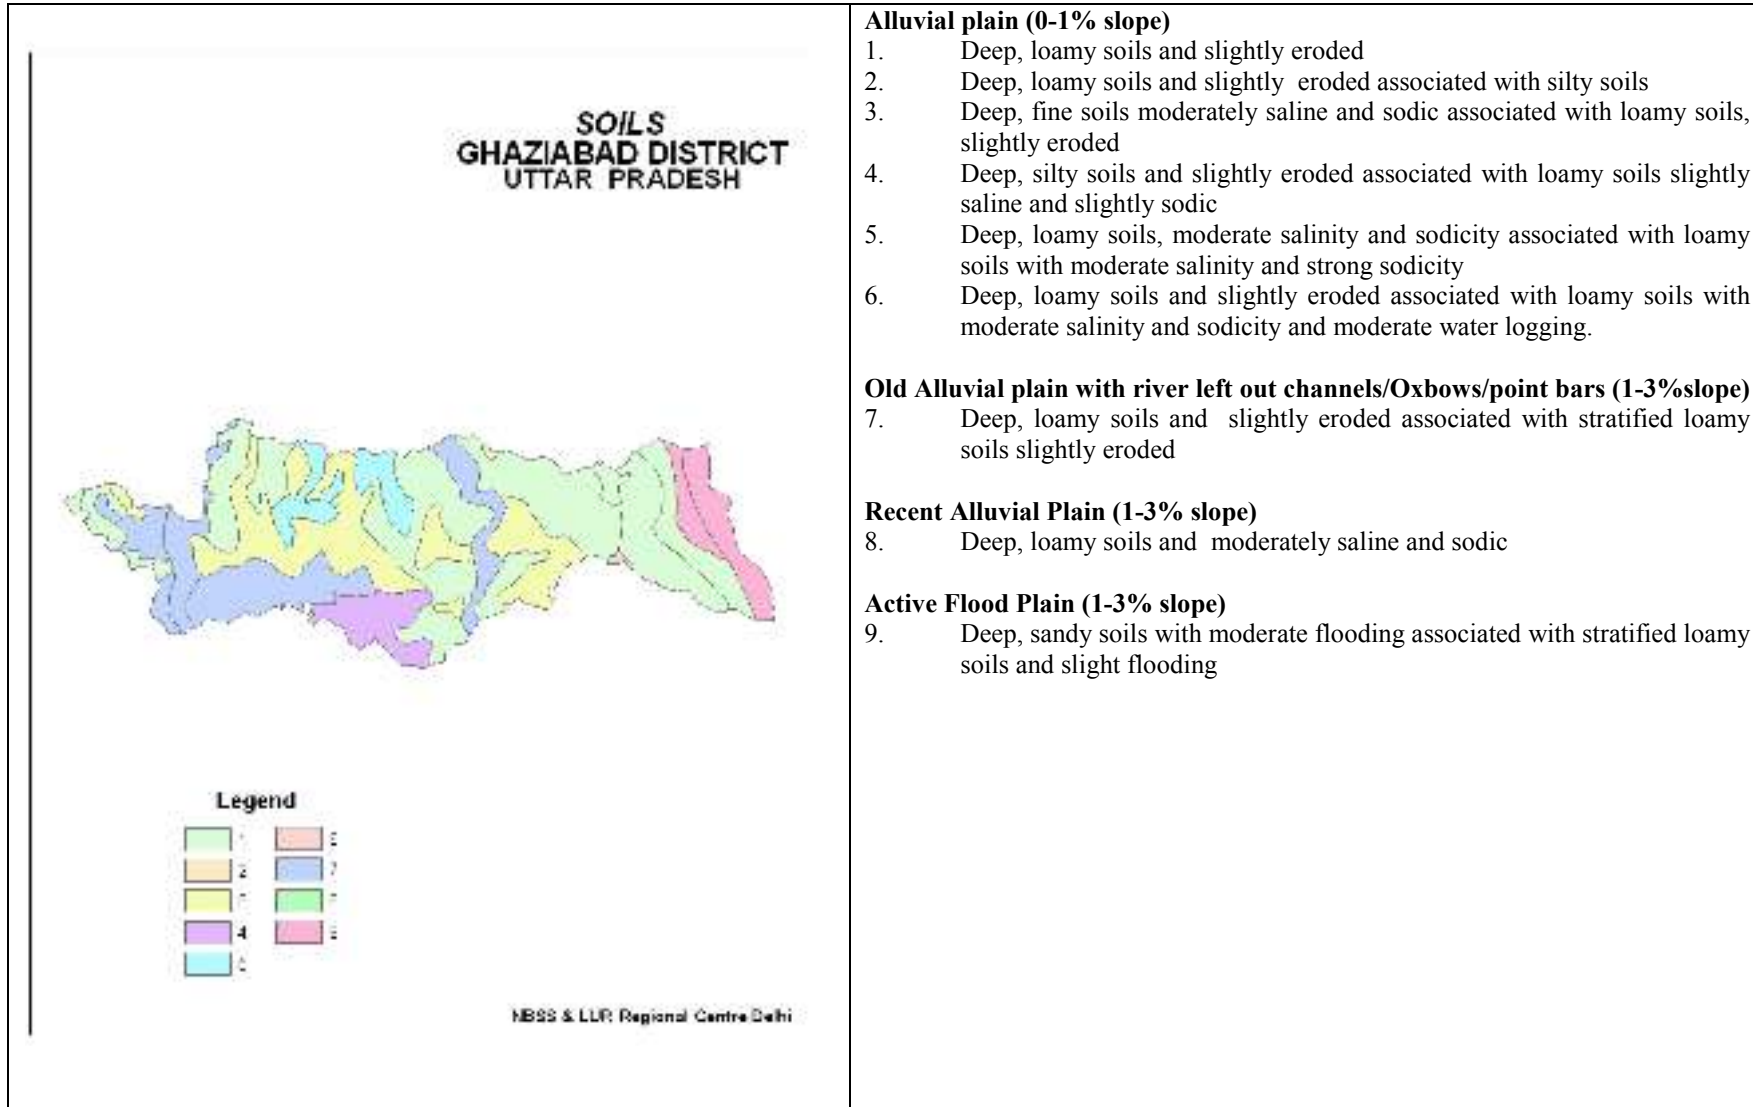 SOILS
GHAZIABAD DISTRICT
UTTAR PRADESH
Legend
2
7
4
NBSS & LUP Regional Centre Delhi
Alluvial plain (0-1% slope)
1. Deep, loamy soils and slightly eroded
2. Deep, loamy soils and slightly eroded associated with silty soils
3. Deep, fine soils moderately saline and sodic associated with loamy soils,
slightly eroded
4. Deep, silty soils and slightly eroded associated with loamy soils slightly
saline and slightly sodic
5. Deep, loamy soils, moderate salinity and sodicity associated with loamy
soils with moderate salinity and strong sodicity
6. Deep, loamy soils and slightly eroded associated with loamy soils with
moderate salinity and sodicity and moderate water logging.
Old Alluvial plain with river left out channels/Oxbows/point bars (1-3%slope)
7. Deep, loamy soils and slightly eroded associated with stratified loamy
soils slightly eroded
Recent Alluvial Plain (1-3% slope)
8. Deep, loamy soils and moderately saline and sodic
Active Flood Plain (1-3% slope)
9. Deep, sandy soils with moderate flooding associated with stratified loamy
soils and slight flooding